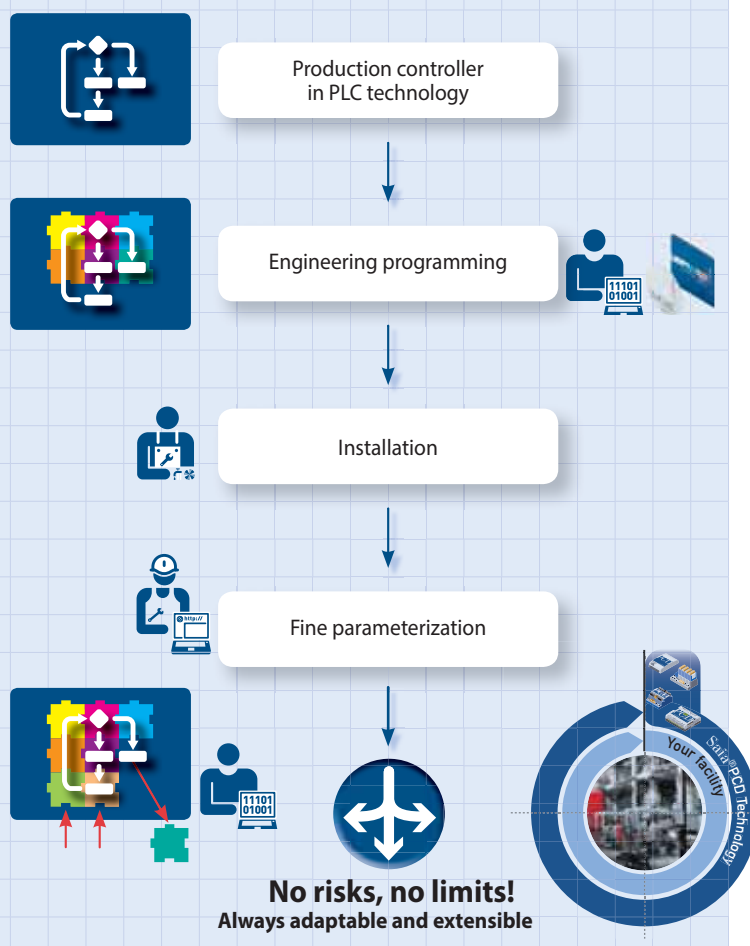 Production controller
in PLC technology
Engineering programming
11101
01001
Installation
Fine parameterization
http://
11101
01001
Your facility
Saia®PCD Technology
No risks, no limits!
Always adaptable and extensible